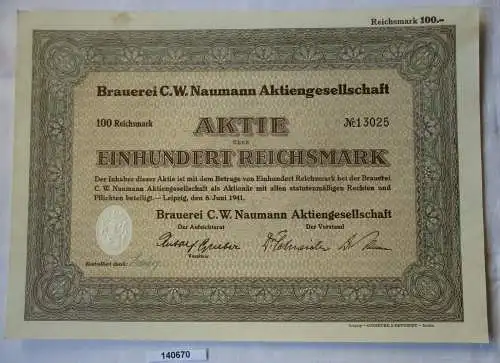 Reichsmark 100.-
Brauerei C.W. Naumann Aktiengesellschaft
100 Reichsmark
AKTIE
№ 13025
über
EINHUNDERT REICHSMARK
Der Inhaber dieser Aktie ist mit dem Betrage von Einhundert Reichsmark bei der Brauerei
C. W. Naumann Aktiengesellschaft als Aktionär mit allen statutenmäßigen Rechten und
Pflichten beteiligt. — Leipzig, den 6. Juni 1941.
Brauerei C.W. Naumann Aktiengesellschaft
Der Aufsichtsrat
Der Vorstand
Vorsitzer
Kontrolliert durch:
140670